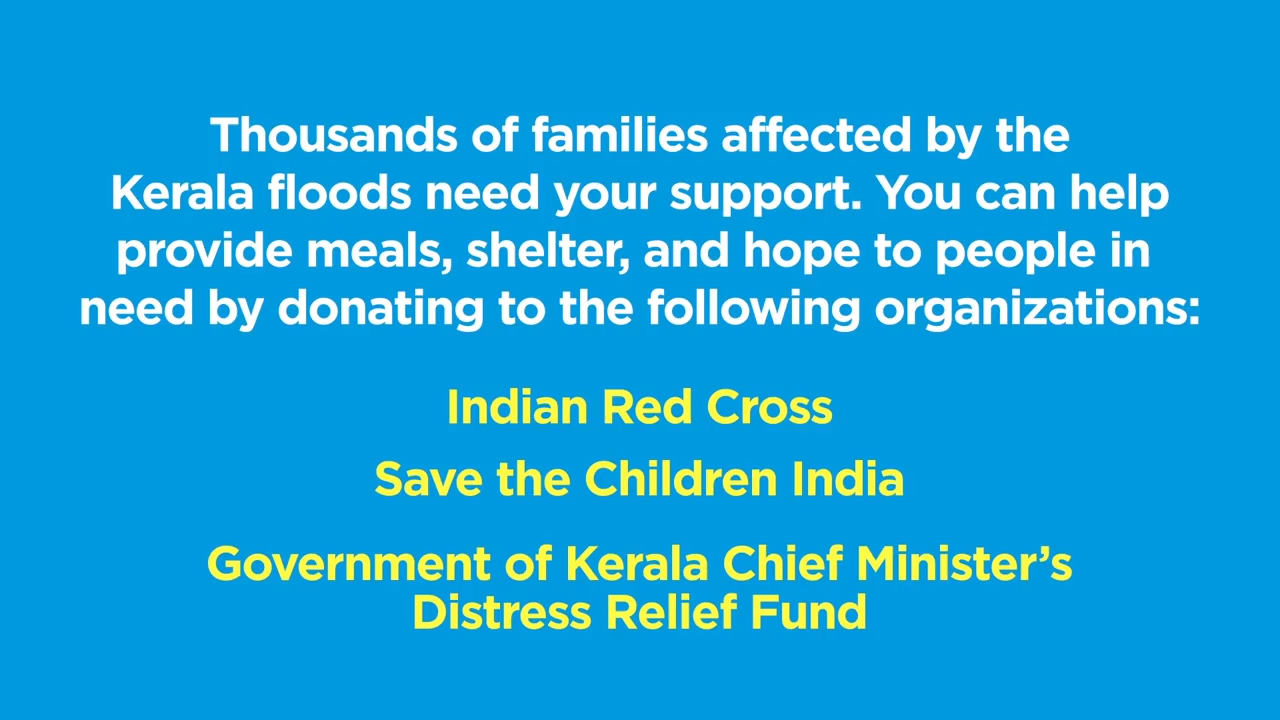 Thousands of families affected by the
Kerala floods need your support. You can help
provide meals, shelter, and hope to people in
need by donating to the following organizations:
Indian Red Cross
Save the Children India
Government of Kerala Chief Minister’s
Distress Relief Fund